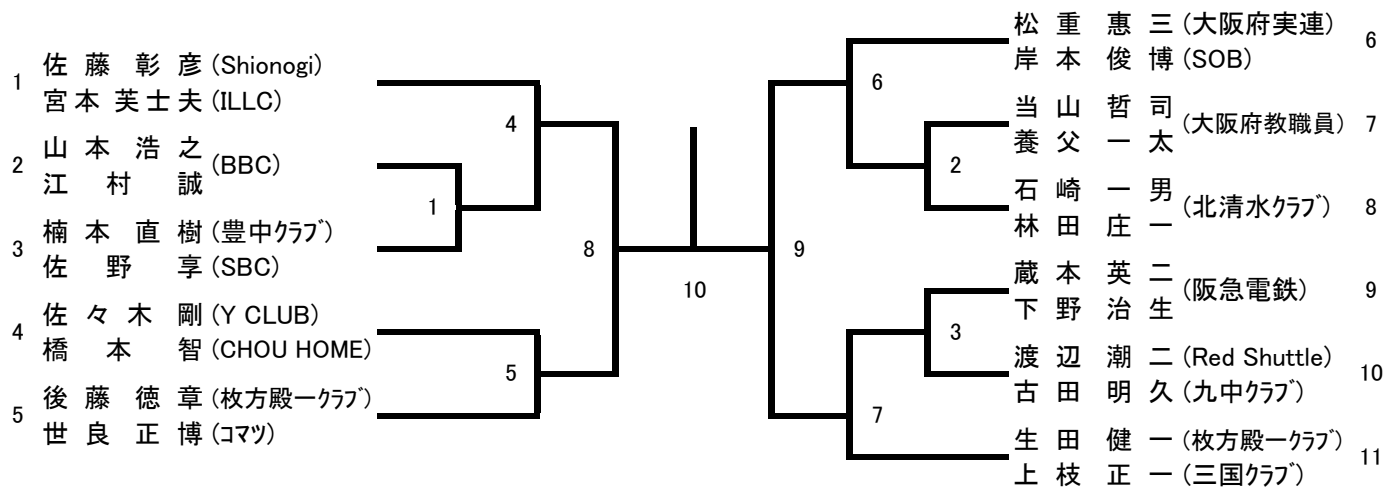 1 佐藤彰彦 (Shionogi)
宮本芙士夫 (ILLC)
2 山本浩之 (BBC)
江村誠
3 楠本直樹 (豊中ｸﾗﾌﾞ)
佐野享 (SBC)
4 佐々木剛 (Y CLUB)
橋本智 (CHOU HOME)
5 後藤徳章 (枚方殿一ｸﾗﾌﾞ)
世良正博 (ｺﾏﾂ)
1
4
5
8
10
9
6
2
3
7
松重惠三 (大阪府実連) 6
岸本俊博 (SOB)
当山哲司 (大阪府教職員) 7
養父一太
石崎一男 (北清水ｸﾗﾌﾞ) 8
林田庄一
蔵本英二 (阪急電鉄) 9
下野治生
渡辺潮二 (Red Shuttle) 10
古田明久 (九中ｸﾗﾌﾞ)
生田健一 (枚方殿一ｸﾗﾌﾞ) 11
上枝正一 (三国ｸﾗﾌﾞ)